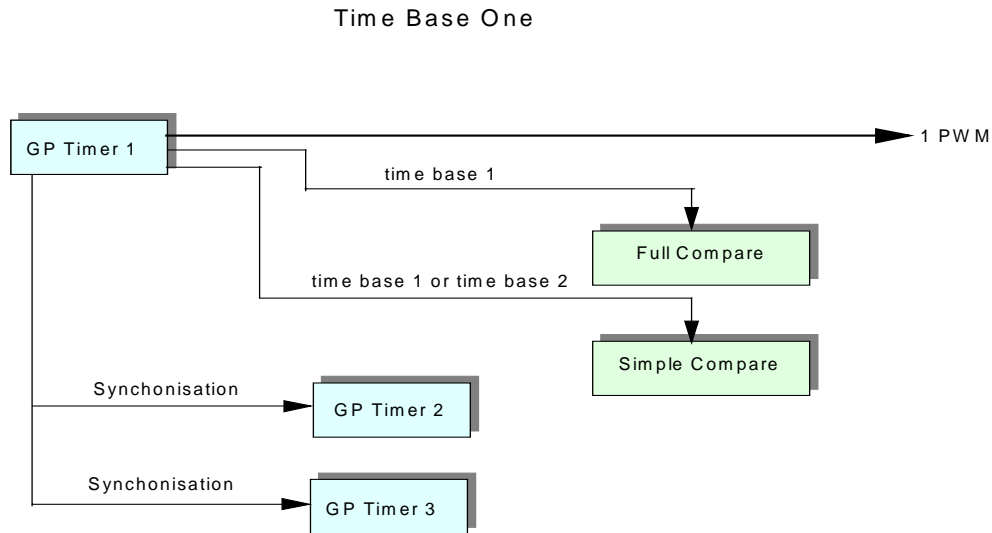 Time Base One
GP Timer 1
1 PWM
time base 1
Full Compare
time base 1 or time base 2
Simple Compare
Synchonisation
GP Timer 2
Synchonisation
GP Timer 3